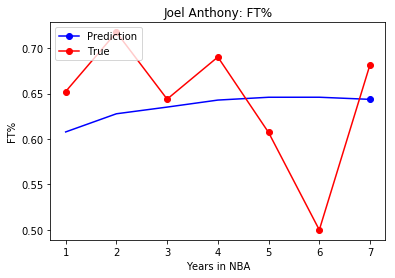 Joel Anthony: FT%
Prediction
True
0.70
0.65
0.60
0.55
0.50
FT%
1 2 3 4 5 6 7
Years in NBA